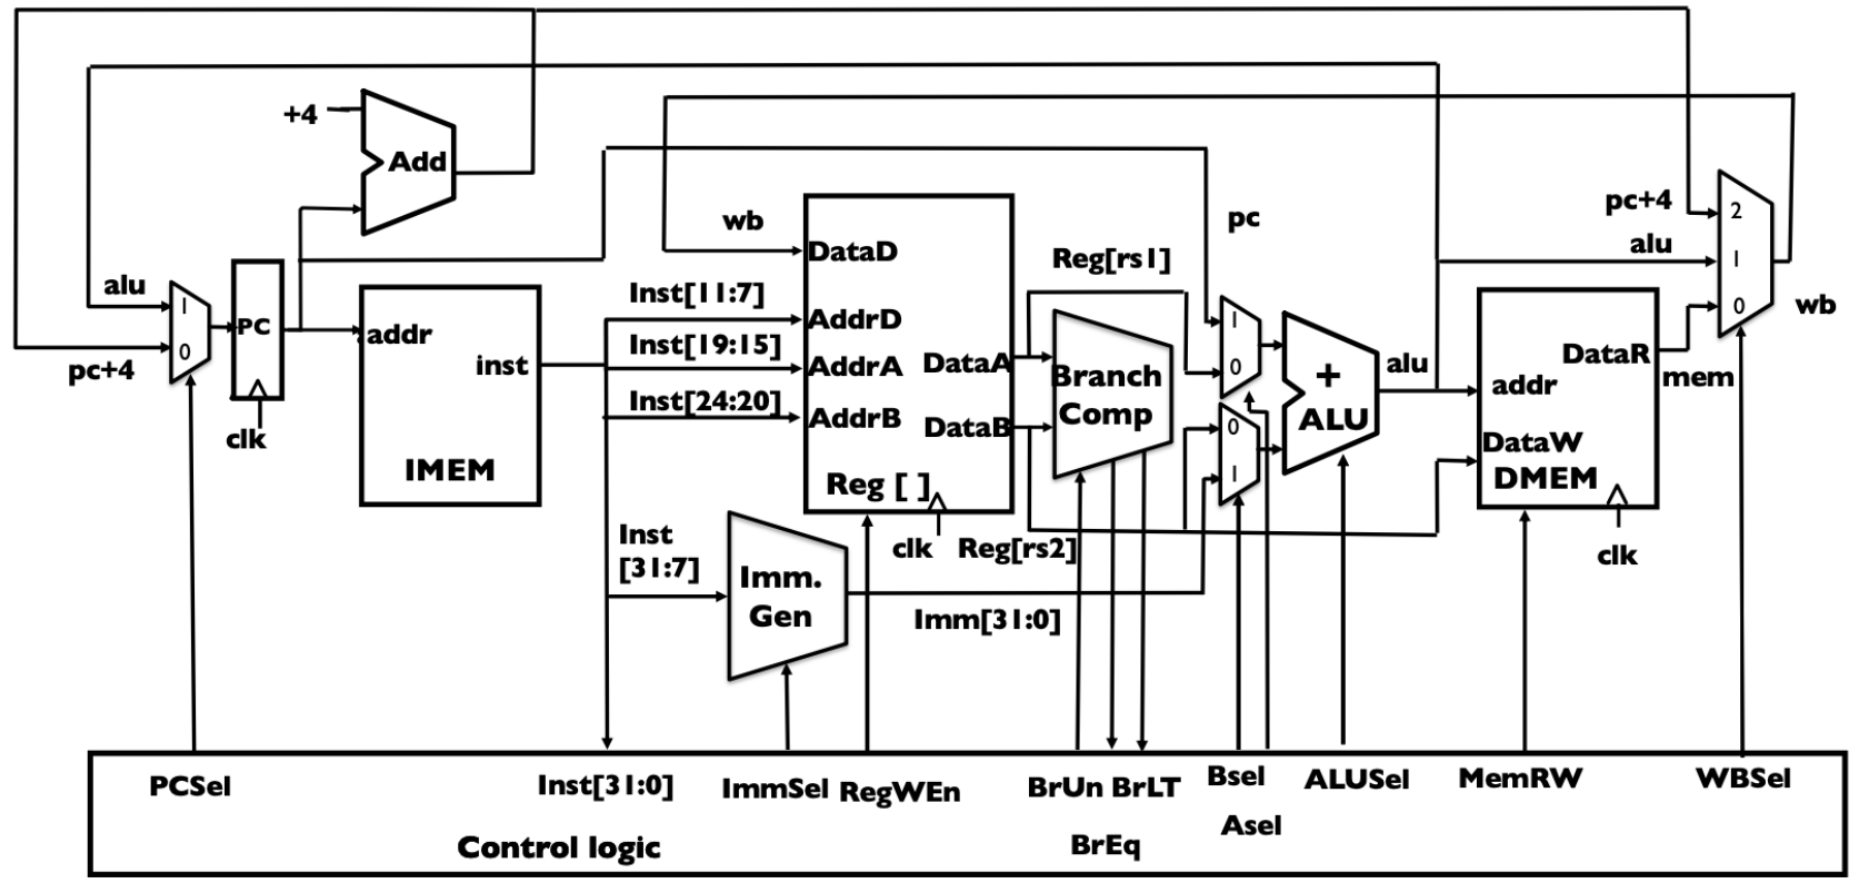 +4
Add
wb
pc
pc+4
2
alu
1
0
wb
DataD
Reg[rs1]
alu
1
0
pc+4
PC
clk
addr
inst
IMEM
Inst[11:7]
AddrD
Inst[19:15]
AddrA
Inst[24:20]
AddrB
DataA
DataB
Reg [ ]
clk
Branch
Comp
Reg[rs2]
1
0
0
1
+
ALU
alu
addr
DataR
mem
DataW
DMEM
clk
Inst
[31:7]
Imm.
Gen
Imm[31:0]
PCSel
Inst[31:0]
ImmSel
RegWEn
BrUn
BrLT
BrEq
Bsel
Asel
ALUSel
MemRW
WBSel
Control logic